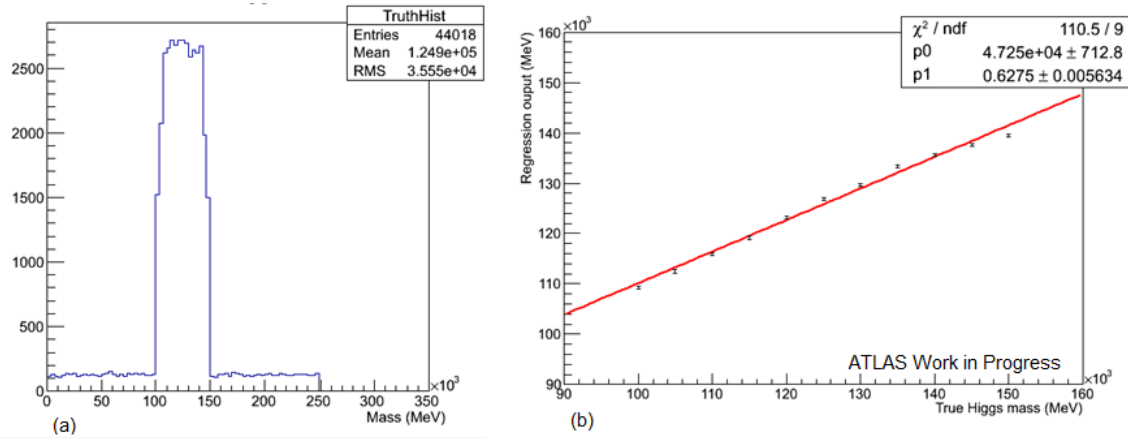 TruthHist
Entries 44018
Mean 1.249e+05
RMS 3.555e+04
2500
2000
1500
1000
500
0
0 50 100 150 200 250 300 350
×10³
Mass (MeV)
(a)
×10³
160
150
140
130
120
110
100
90
Regression ouput (MeV)
χ² / ndf 110.5 / 9
p0 4.725e+04 ± 712.8
p1 0.6275 ± 0.005634
ATLAS Work in Progress
90 100 110 120 130 140 150 160
×10³
True Higgs mass (MeV)
(b)